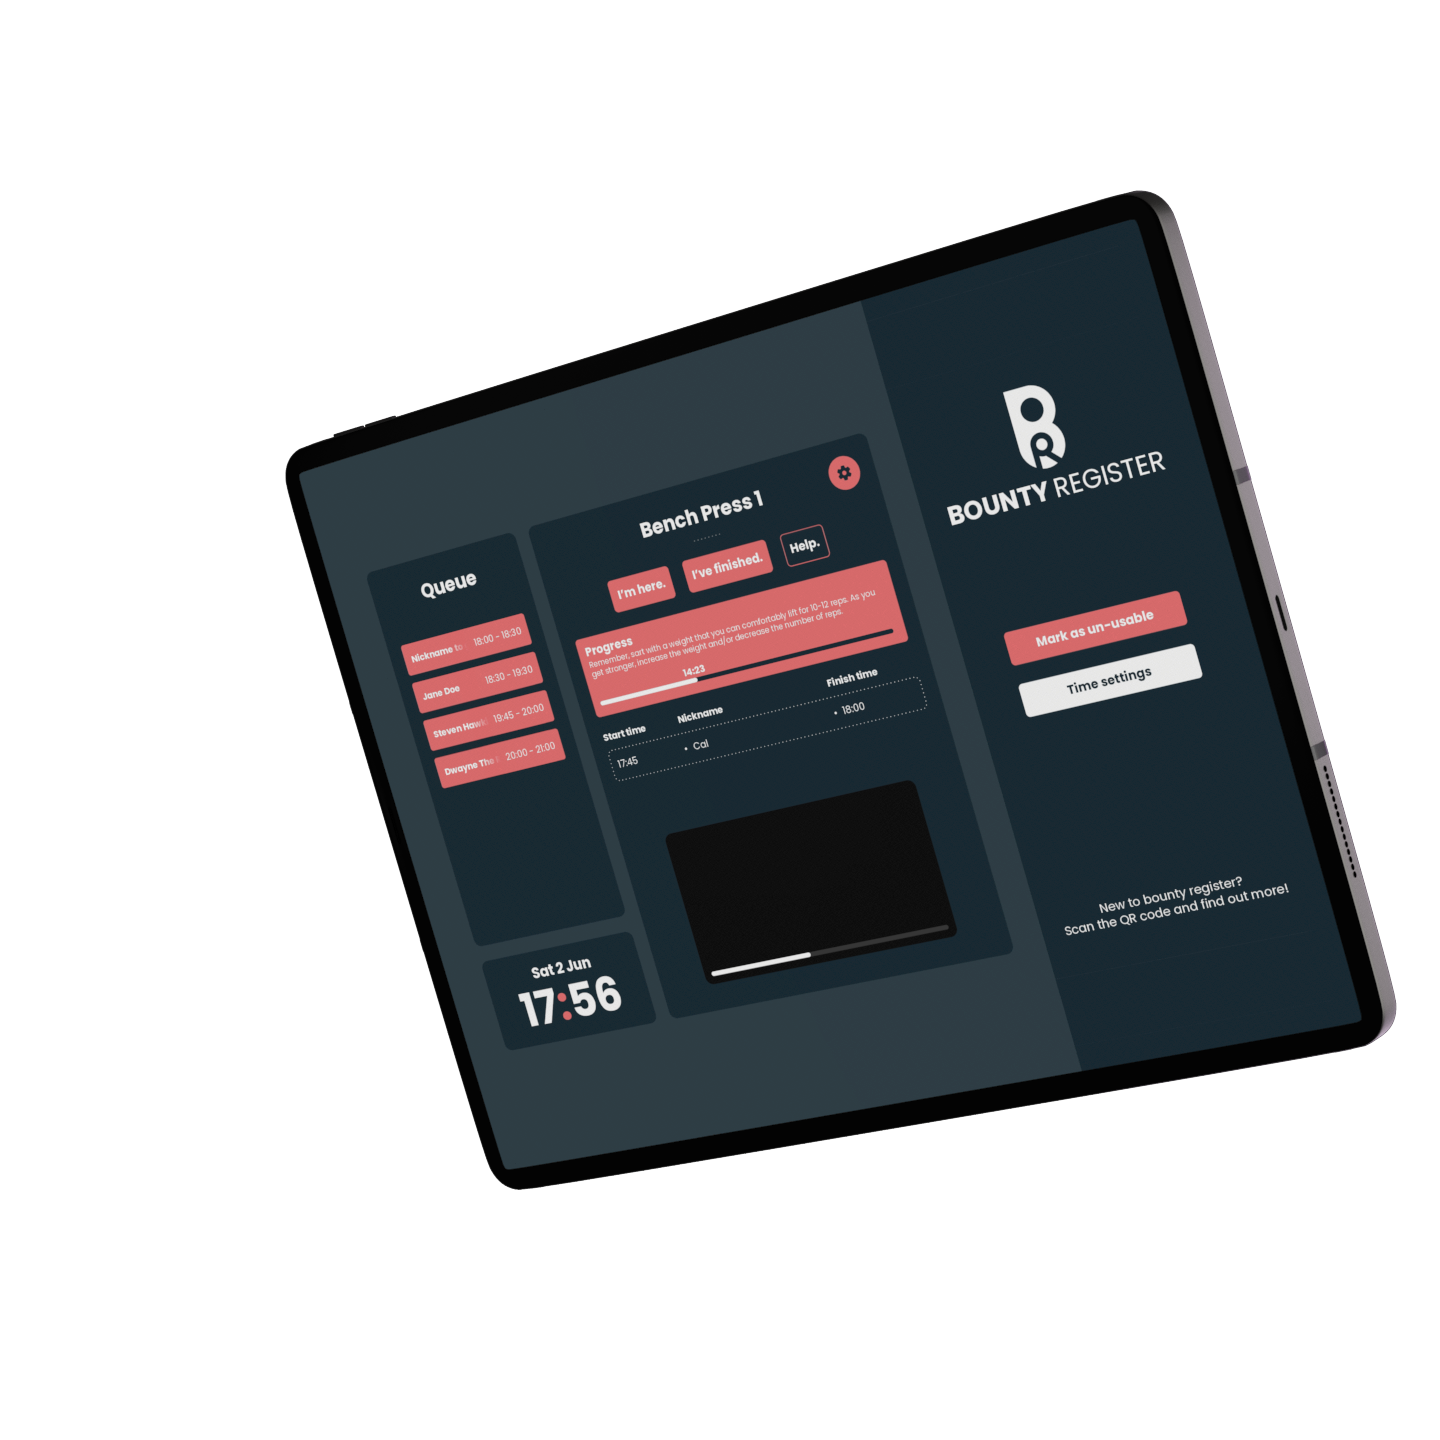 Queue
Nickname to 18:00 - 18:30
Jane Doe 18:30 - 19:30
Steven Hawki 19:45 - 20:00
Dwayne The 20:00 - 21:00
Sat 2 Jun
17:56
Bench Press 1
I'm here. I've finished. Help.
Progress
Remember, sart with a weight that you can comfortably lift for 10-12 reps. As you
get stronger, increase the weight and/or decrease the number of reps.
14:23
Start time Nickname Finish time
17:45 • Cal • 18:00
BR
BOUNTY REGISTER
Mark as un-usable
Time settings
New to bounty register?
Scan the QR code and find out more!